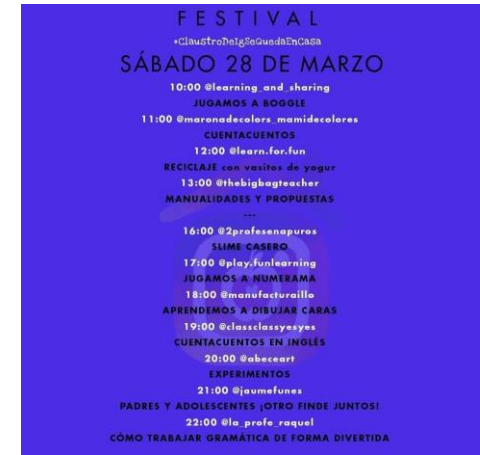 FESTIVAL
#ClaustroDeIgSeQuedaEnCasa
SÁBADO 28 DE MARZO
10:00 @learning_and_sharing
JUGAMOS A BOGGLE
11:00 @maronadecolors_mamidecolores
CUENTACUENTOS
12:00 @learn.for.fun
RECICLAJE con vasitos de yogur
13:00 @thebigbagteacher
MANUALIDADES Y PROPUESTAS
---
16:00 @2profesenapuros
SLIME CASERO
17:00 @play.funlearning
JUGAMOS A NUMERAMA
18:00 @manufacturaillo
APRENDEMOS A DIBUJAR CARAS
19:00 @classclassyesyes
CUENTACUENTOS EN INGLÉS
20:00 @abeceart
EXPERIMENTOS
21:00 @jaumefunes
PADRES Y ADOLESCENTES ¡OTRO FINDE JUNTOS!
22:00 @la_profe_raquel
CÓMO TRABAJAR GRAMÁTICA DE FORMA DIVERTIDA